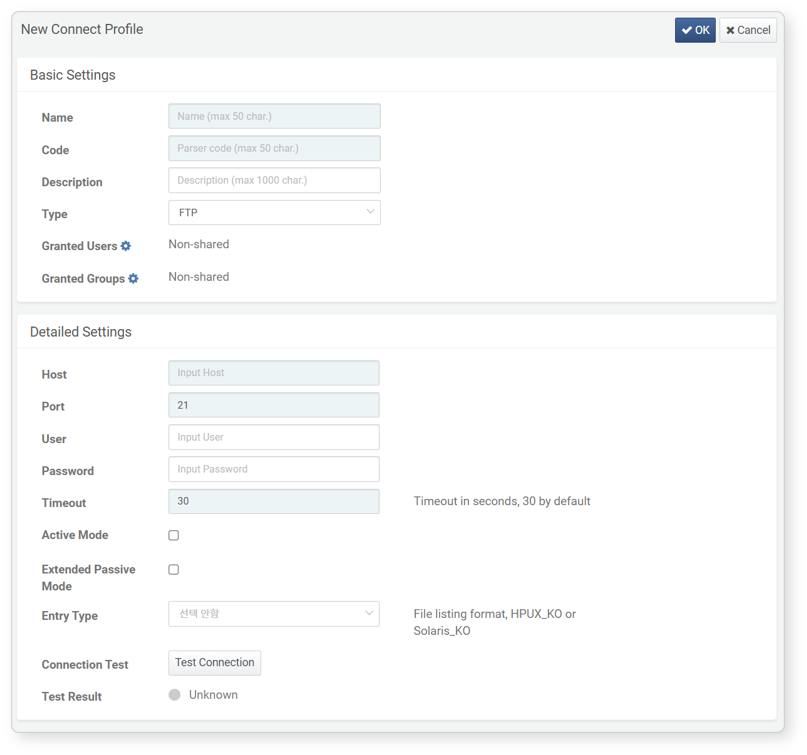 New Connect Profile
OK
Cancel
Basic Settings
Name
Name (max 50 char.)
Code
Parser code (max 50 char.)
Description
Description (max 1000 char.)
Type
FTP
Granted Users
Non-shared
Granted Groups
Non-shared
Detailed Settings
Host
Input Host
Port
21
User
Input User
Password
Input Password
Timeout
30
Timeout in seconds, 30 by default
Active Mode
Extended Passive
Mode
Entry Type
선택 안함
File listing format, HPUX_KO or
Solaris_KO
Connection Test
Test Connection
Test Result
Unknown